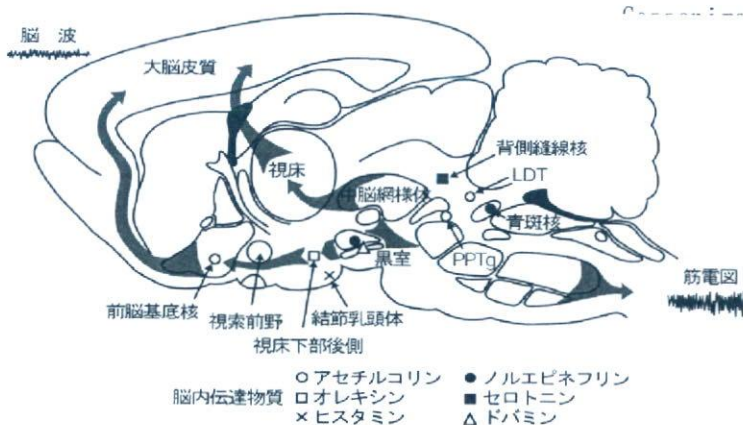 脳 波
大脳皮質
視床
中脳網様体
背側縫線核
LDT
青斑核
黒室
PPTg
筋電図
前脳基底核
視索前野
結節乳頭体
視床下部後側
脳内伝達物質
○アセチルコリン ●ノルエピネフリン
□オレキシン ■セロトニン
×ヒスタミン △ドバミン